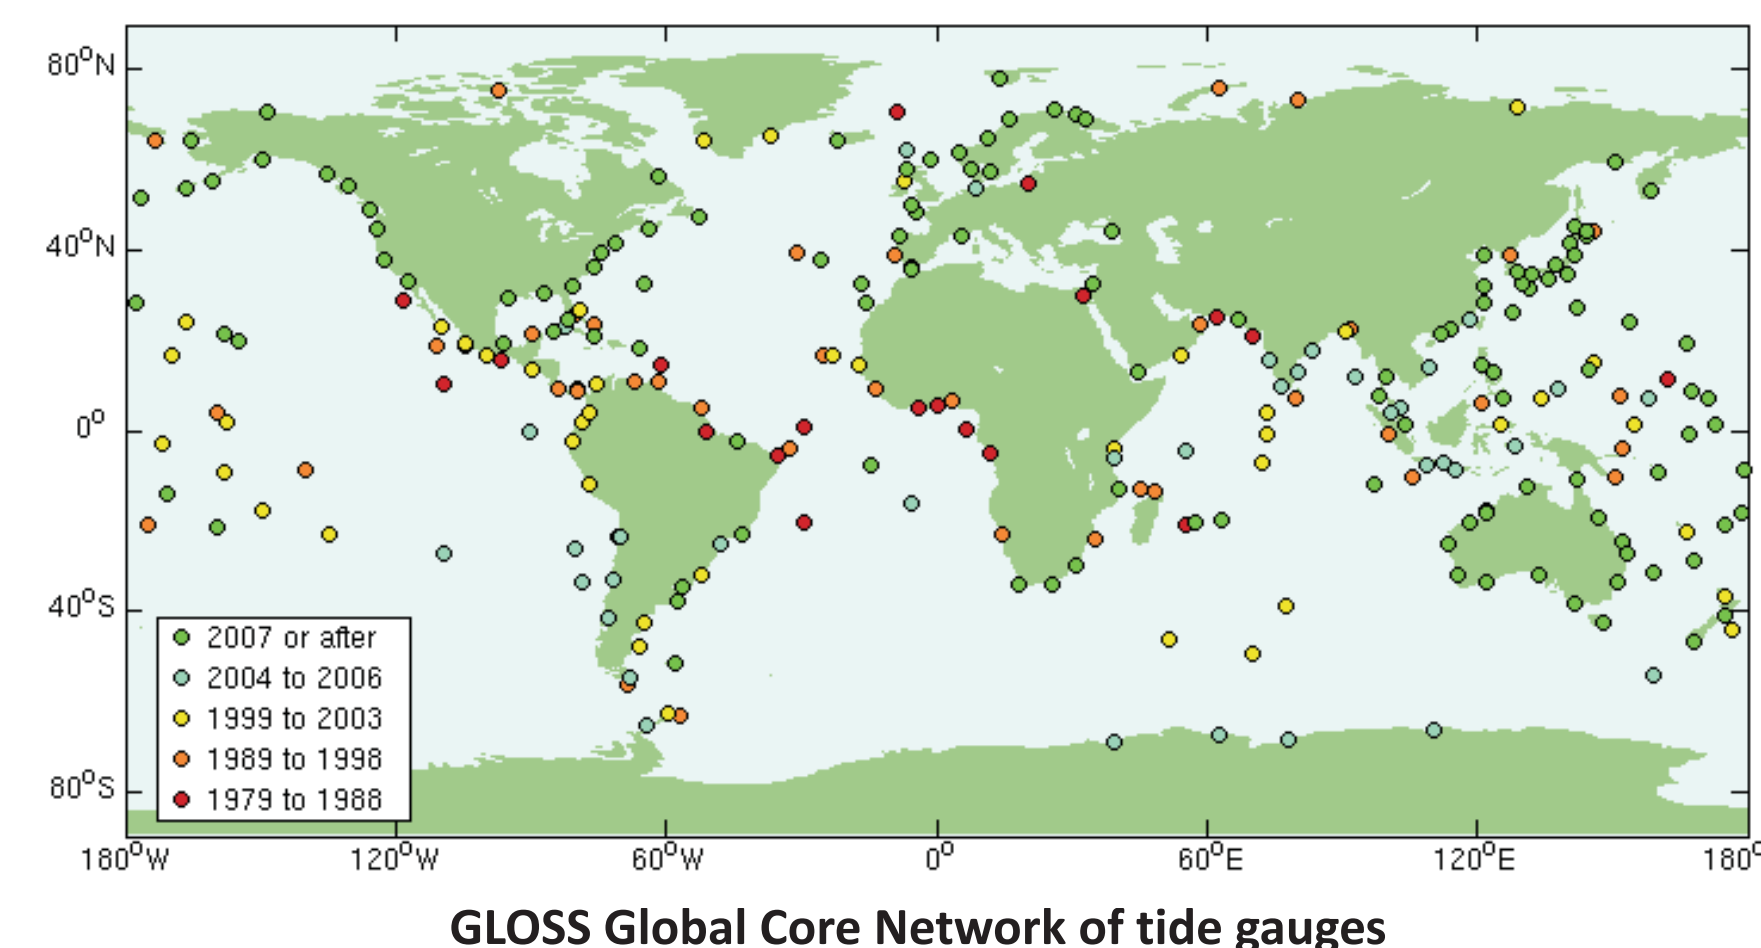 80°N
40°N
0°
40°S
80°S
2007 or after
2004 to 2006
1999 to 2003
1989 to 1998
1979 to 1988
180°W 120°W 60°W 0° 60°E 120°E 180°
GLOSS Global Core Network of tide gauges